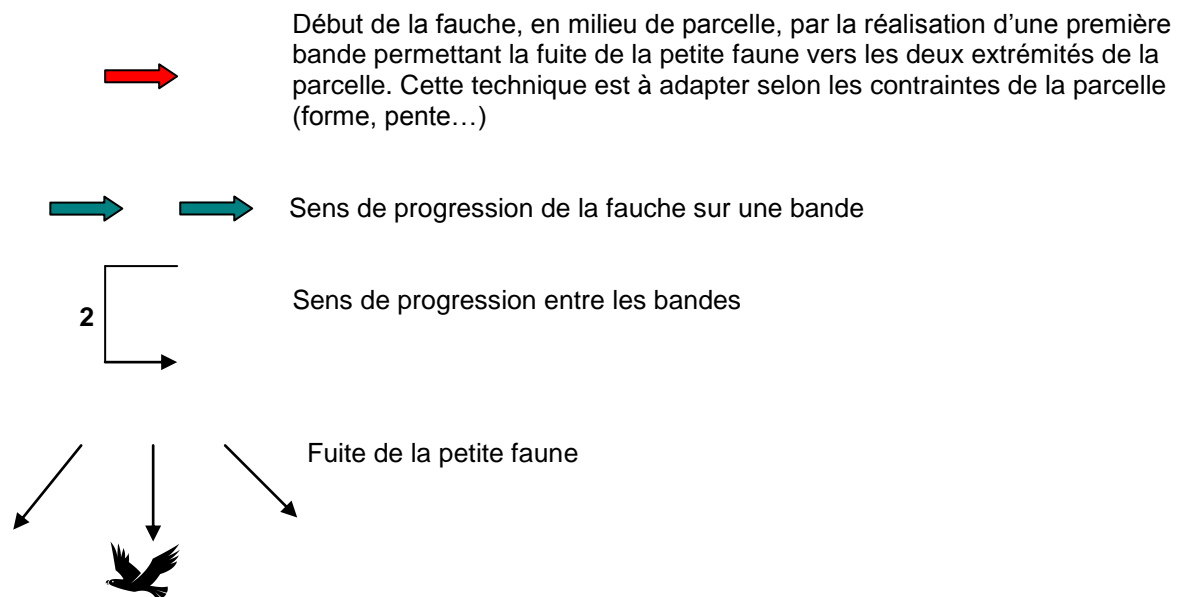 Début de la fauche, en milieu de parcelle, par la réalisation d’une première
bande permettant la fuite de la petite faune vers les deux extrémités de la
parcelle. Cette technique est à adapter selon les contraintes de la parcelle
(forme, pente…)
Sens de progression de la fauche sur une bande
2
Sens de progression entre les bandes
Fuite de la petite faune